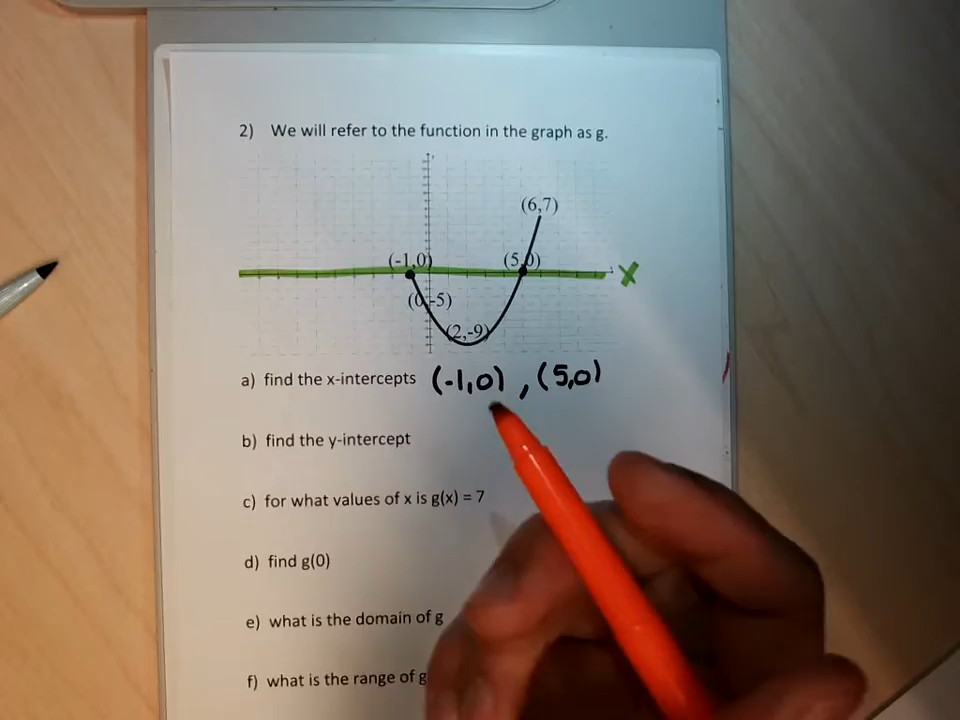 2) We will refer to the function in the graph as g.
(6,7)
(-1,0) (5,0)
X
(0,-5)
(2,-9)
a) find the x-intercepts (-1,0) , (5,0)
b) find the y-intercept
c) for what values of x is g(x) = 7
d) find g(0)
e) what is the domain of g
f) what is the range of g